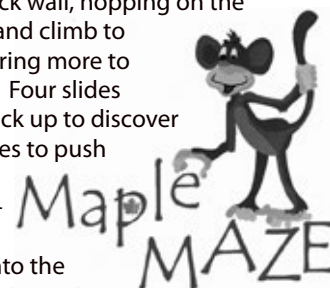 ck wall, hopping on the
and climb to
ring more to
Four slides
ck up to discover
es to push
Maple
MAZE
nto the